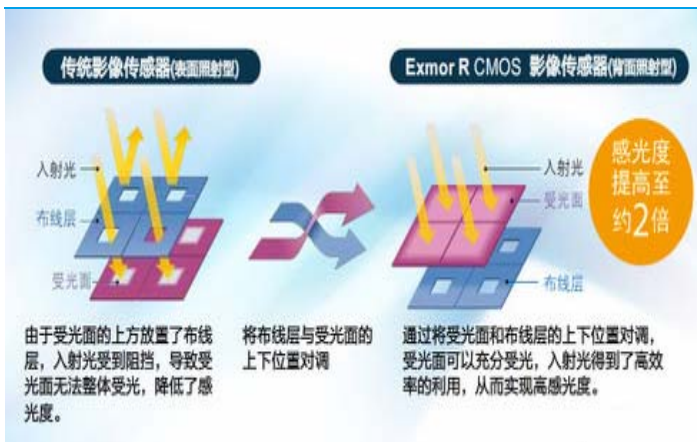 传统影像传感器(表面照射型)
Exmor R CMOS 影像传感器(背面照射型)
入射光
布线层
受光面
入射光
受光面
布线层
感光度
提高至
约2倍
由于受光面的上方放置了布线
层，入射光受到阻挡，导致受
光面无法整体受光，降低了感
光度。
将布线层与受光面的
上下位置对调
通过将受光面和布线层的上下位置对调，
受光面可以充分受光，入射光得到了高效
率的利用，从而实现高感光度。